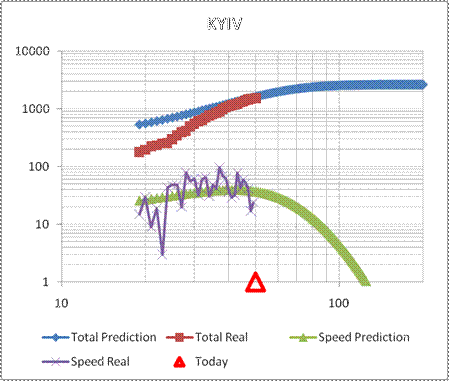 KYIV
10000
1000
100
10
1
10
100
Total Prediction
Total Real
Speed Prediction
Speed Real
Today